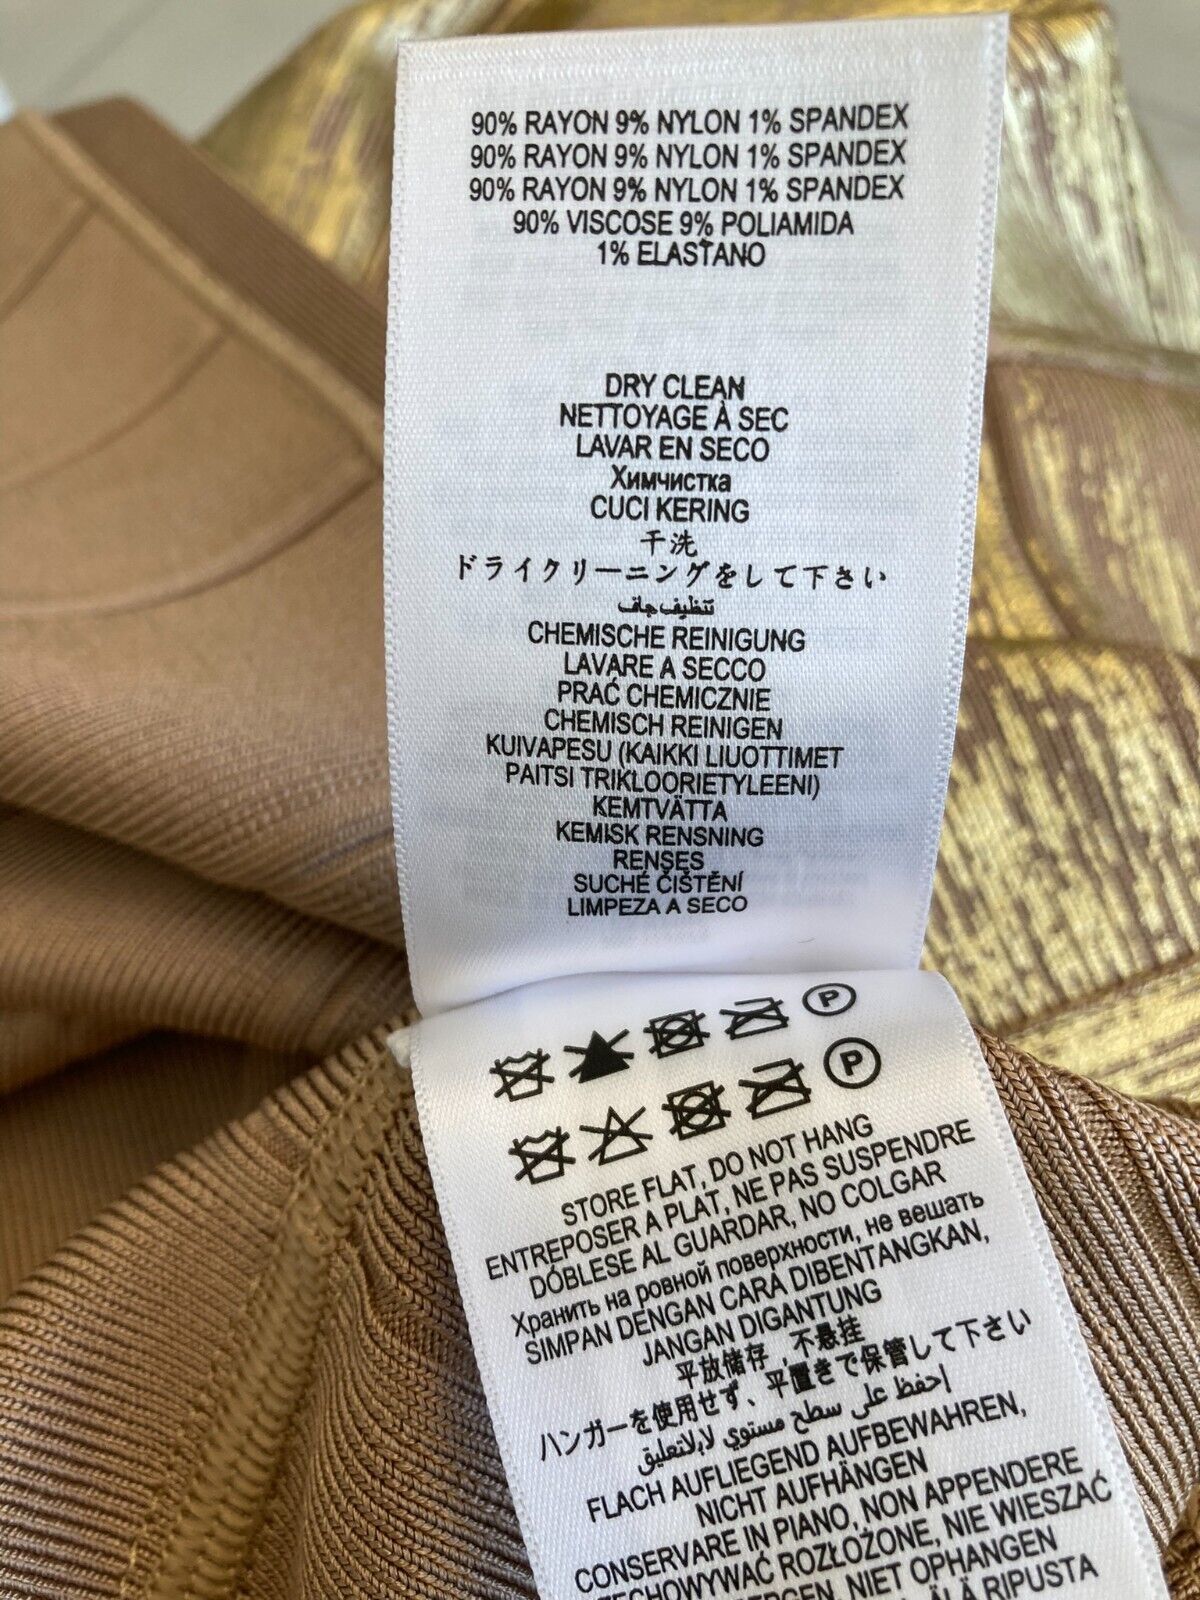 90% RAYON 9% NYLON 1% SPANDEX
90% RAYON 9% NYLON 1% SPANDEX
90% RAYON 9% NYLON 1% SPANDEX
90% VISCOSE 9% POLIAMIDA
1% ELASTANO
DRY CLEAN
NETTOYAGE À SEC
LAVAR EN SECO
Химчистка
CUCI KERING
干洗
ドライクリーニングをして下さい
تنظيف جاف
CHEMISCHE REINIGUNG
LAVARE A SECCO
PRAĆ CHEMICZNIE
CHEMISCH REINIGEN
KUIVAPESU (KAIKKI LIUOTTIMET
PAITSI TRIKLOORIETYLEENI)
KEMTVÄTTA
KEMISK RENSNING
RENSES
SUCHÉ ČIŠTĚNÍ
LIMPEZA A SECO
P
P
STORE FLAT, DO NOT HANG
ENTREPOSER A PLAT, NE PAS SUSPENDRE
DÓBLESE AL GUARDAR, NO COLGAR
Хранить на ровной поверхности, не вешать
SIMPAN DENGAN CARA DIBENTANGKAN,
JANGAN DIGANTUNG
平放储存,不悬挂
ハンガーを使用せず、平置きで保管して下さい
احفظ على سطح مستوي لا لاتعليق
FLACH AUFLIEGEND AUFBEWAHREN,
NICHT AUFHÄNGEN
CONSERVARE IN PIANO, NON APPENDERE
ROZŁOŻONE, NIE WIESZAĆ
NIET OPHANGEN
RIPUSTA